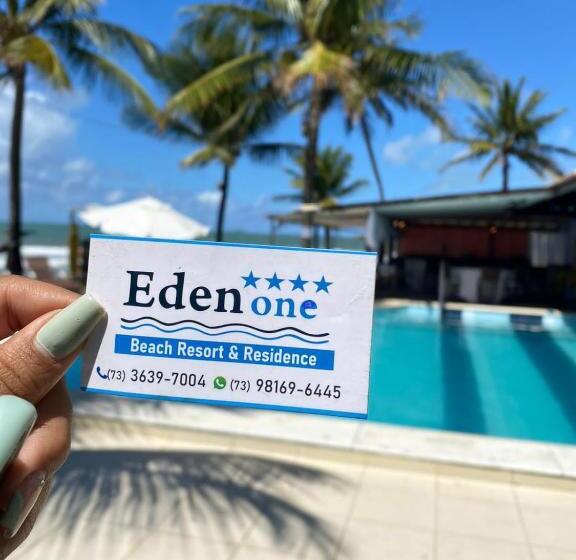 Eden one
Beach Resort & Residence
(73) 3639-7004 (73) 98169-6445